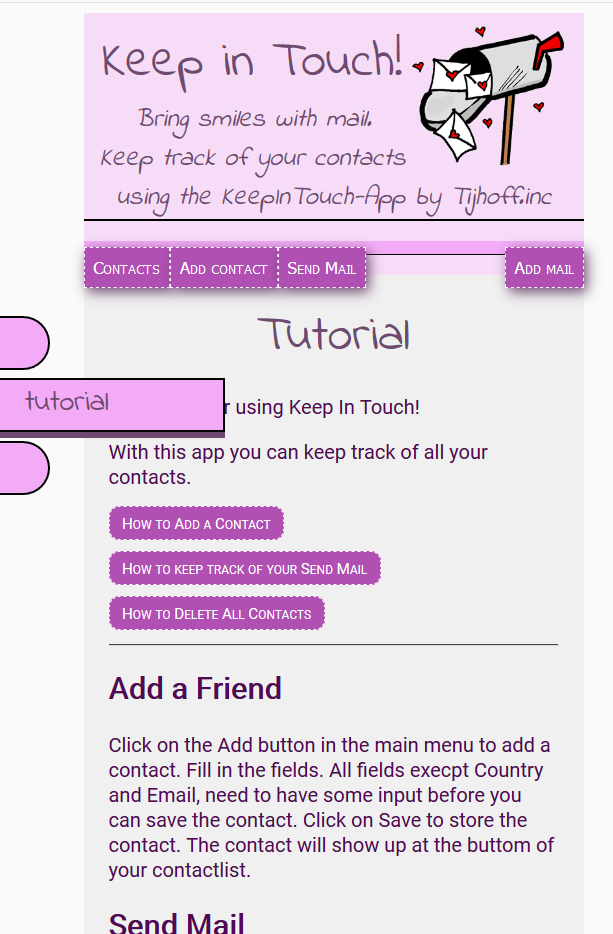 Keep in Touch!
Bring smiles with mail.
Keep track of your contacts
using the KeepInTouch-App by Tijhoff.inc
Contacts Add contact Send Mail Add mail
Tutorial
tutorial
using Keep In Touch!
With this app you can keep track of all your
contacts.
How to Add a Contact
How to keep track of your Send Mail
How to Delete All Contacts
Add a Friend
Click on the Add button in the main menu to add a
contact. Fill in the fields. All fields execpt Country
and Email, need to have some input before you
can save the contact. Click on Save to store the
contact. The contact will show up at the buttom of
your contactlist.
Send Mail